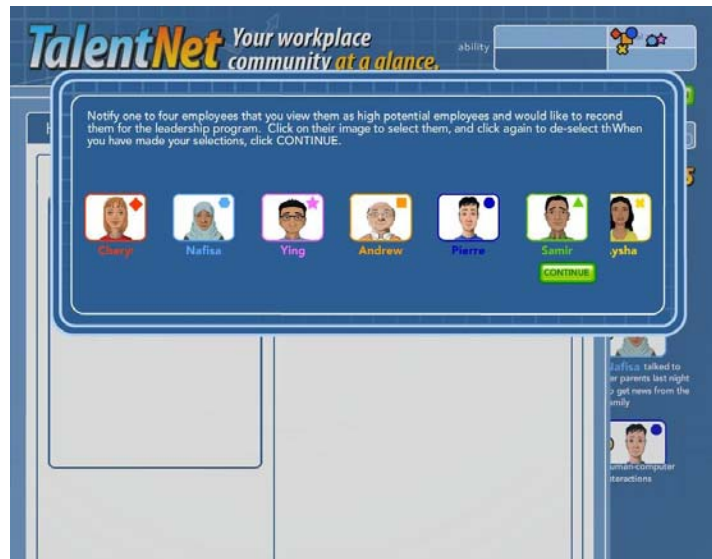 TalentNet Your workplace
community at a glance.
ability
Notify one to four employees that you view them as high potential employees and would like to recond
them for the leadership program. Click on their image to select them, and click again to de-select thWhen
you have made your selections, click CONTINUE.
Cheryl Nafisa Ying Andrew Pierre Samir ysha
CONTINUE
Nafisa talked to
er parents last night
o get news from the
amily
uman-computer
teractions